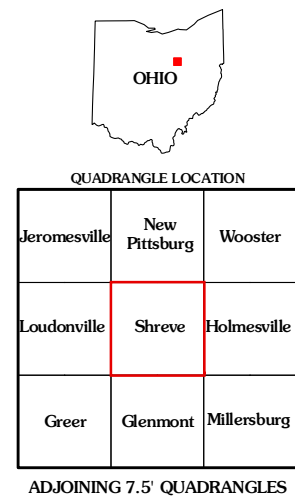 OHIO
QUADRANGLE LOCATION
Jeromesville
New
Pittsburg
Wooster
Loudonville
Shreve
Holmesville
Greer
Glenmont
Millersburg
ADJOINING 7.5' QUADRANGLES